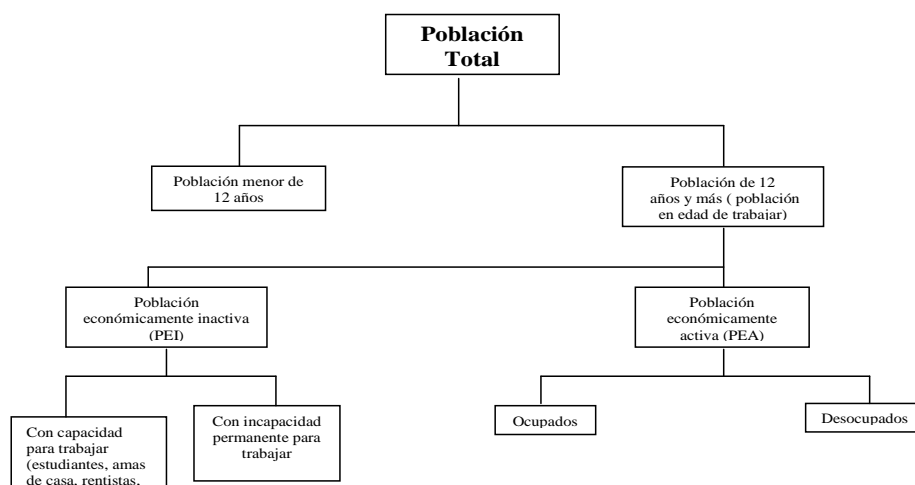 Población
Total
Población menor de
12 años
Población de 12
años y más ( población
en edad de trabajar)
Población
económicamente inactiva
(PEI)
Población
económicamente
activa (PEA)
Con capacidad
para trabajar
(estudiantes, amas
de casa, rentistas,
Con incapacidad
permanente para
trabajar
Ocupados
Desocupados